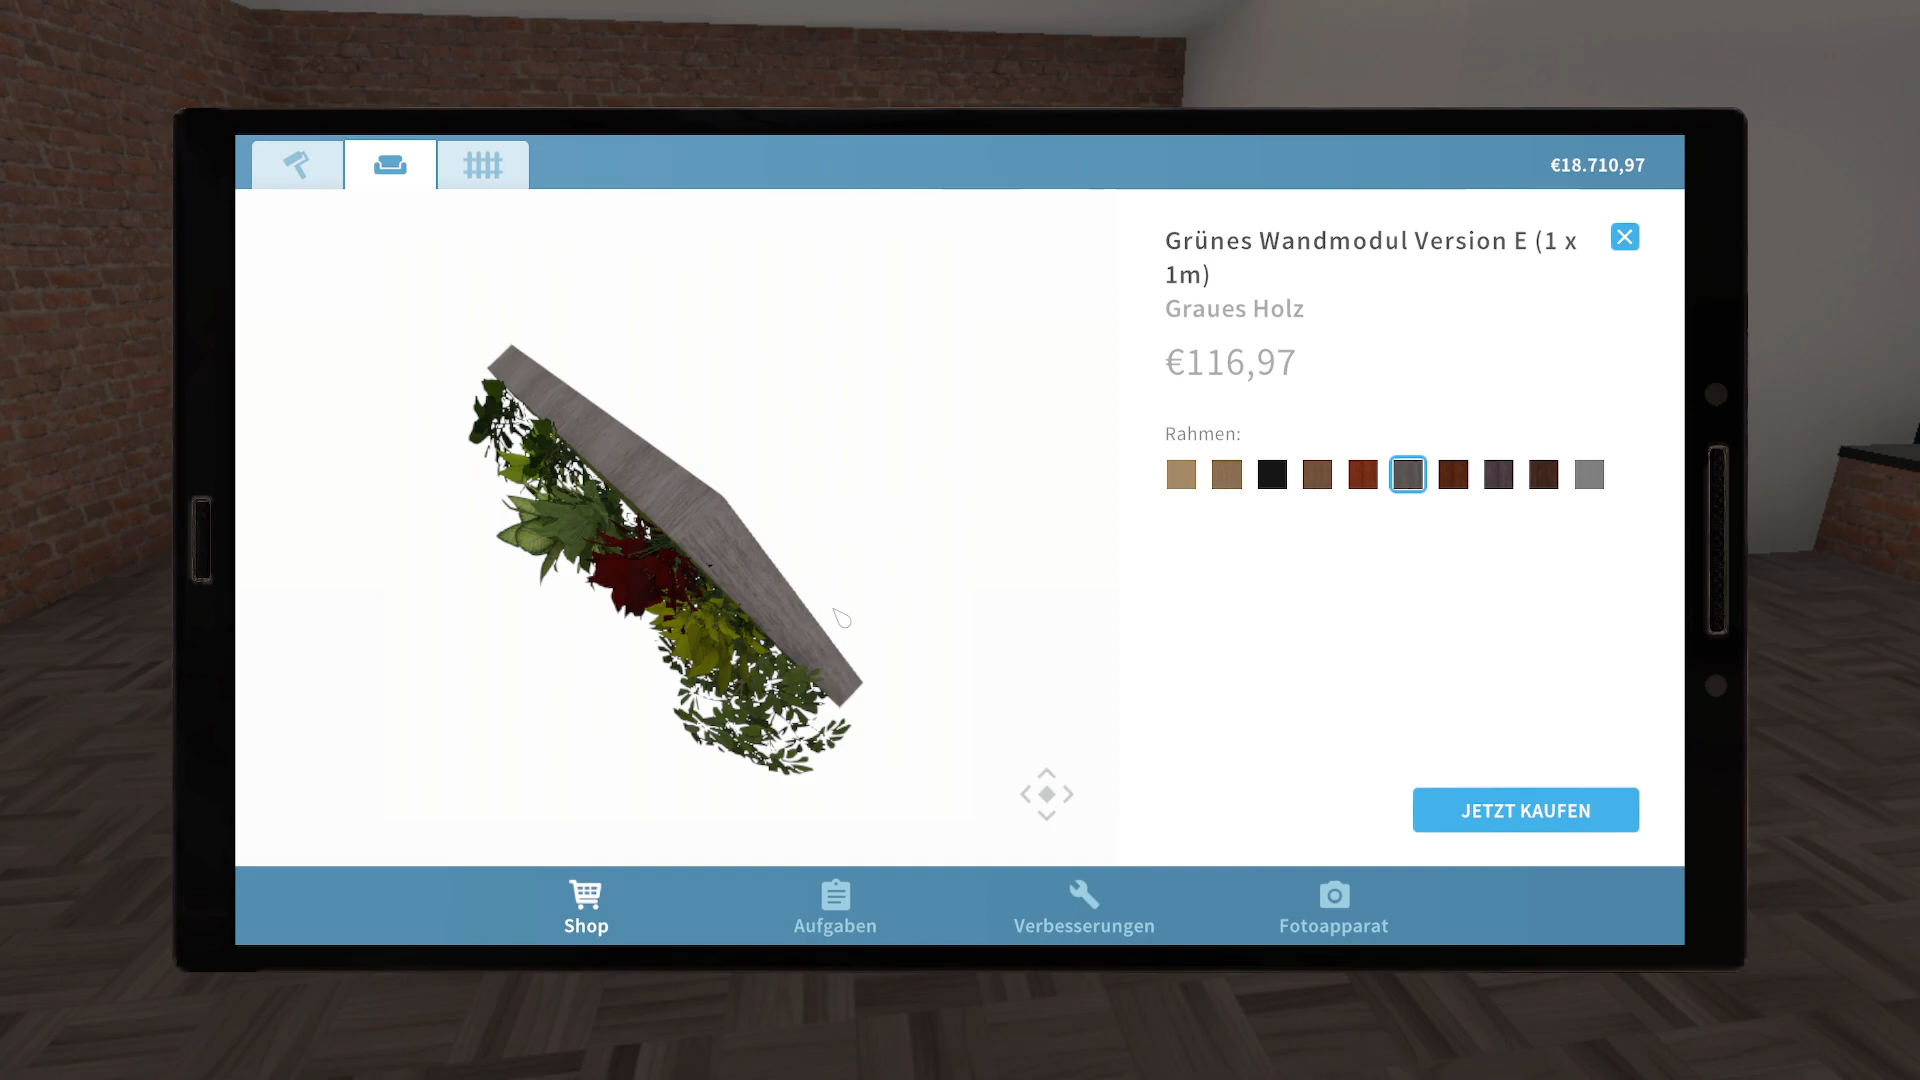 €18.710,97
Grünes Wandmodul Version E (1 x
1m)
Graues Holz
€116,97
Rahmen:
JETZT KAUFEN
Shop
Aufgaben
Verbesserungen
Fotoapparat